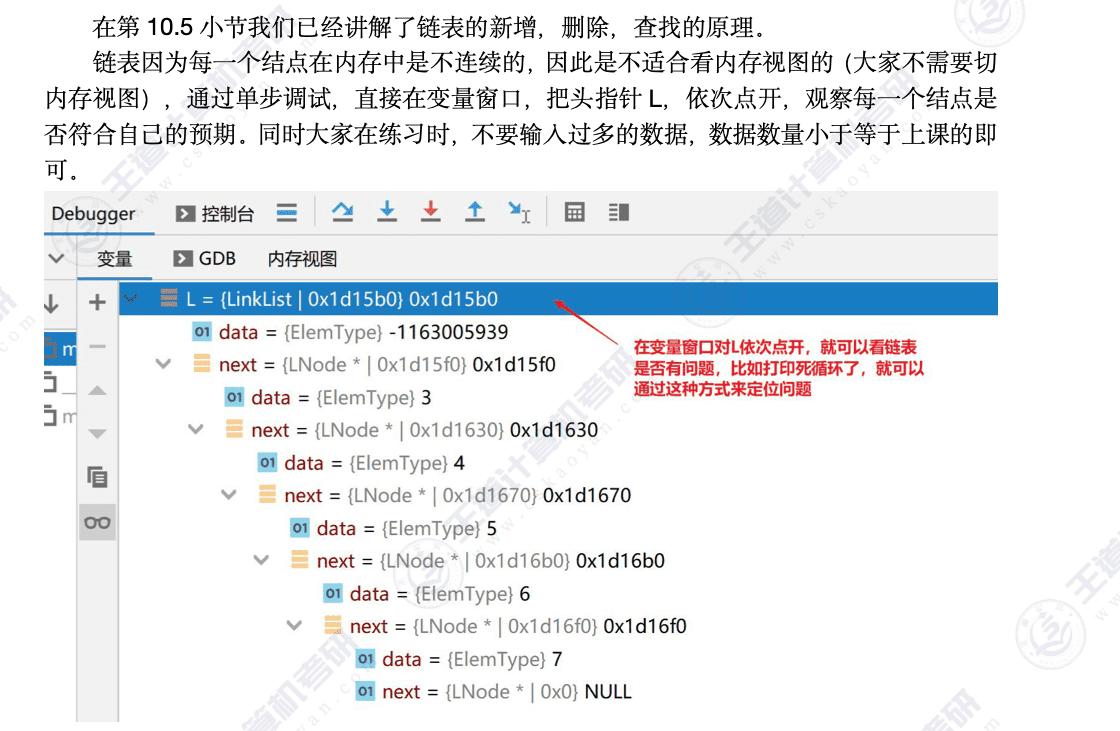 在第 10.5 小节我们已经讲解了链表的新增，删除，查找的原理。
链表因为每一个结点在内存中是不连续的，因此是不适合看内存视图的（大家不需要切
内存视图），通过单步调试，直接在变量窗口，把头指针 L，依次点开，观察每一个结点是
否符合自己的预期。同时大家在练习时，不要输入过多的数据，数据数量小于等于上课的即
可。
Debugger 控制台
变量 GDB 内存视图
L = {LinkList | 0x1d15b0} 0x1d15b0
data = {ElemType} -1163005939
next = {LNode * | 0x1d15f0} 0x1d15f0
data = {ElemType} 3
next = {LNode * | 0x1d1630} 0x1d1630
data = {ElemType} 4
next = {LNode * | 0x1d1670} 0x1d1670
data = {ElemType} 5
next = {LNode * | 0x1d16b0} 0x1d16b0
data = {ElemType} 6
next = {LNode * | 0x1d16f0} 0x1d16f0
data = {ElemType} 7
next = {LNode * | 0x0} NULL
在变量窗口对L依次点开，就可以看链表
是否有问题，比如打印死循环了，就可以
通过这种方式来定位问题
王道计算机考研
www.cskaoyan.com